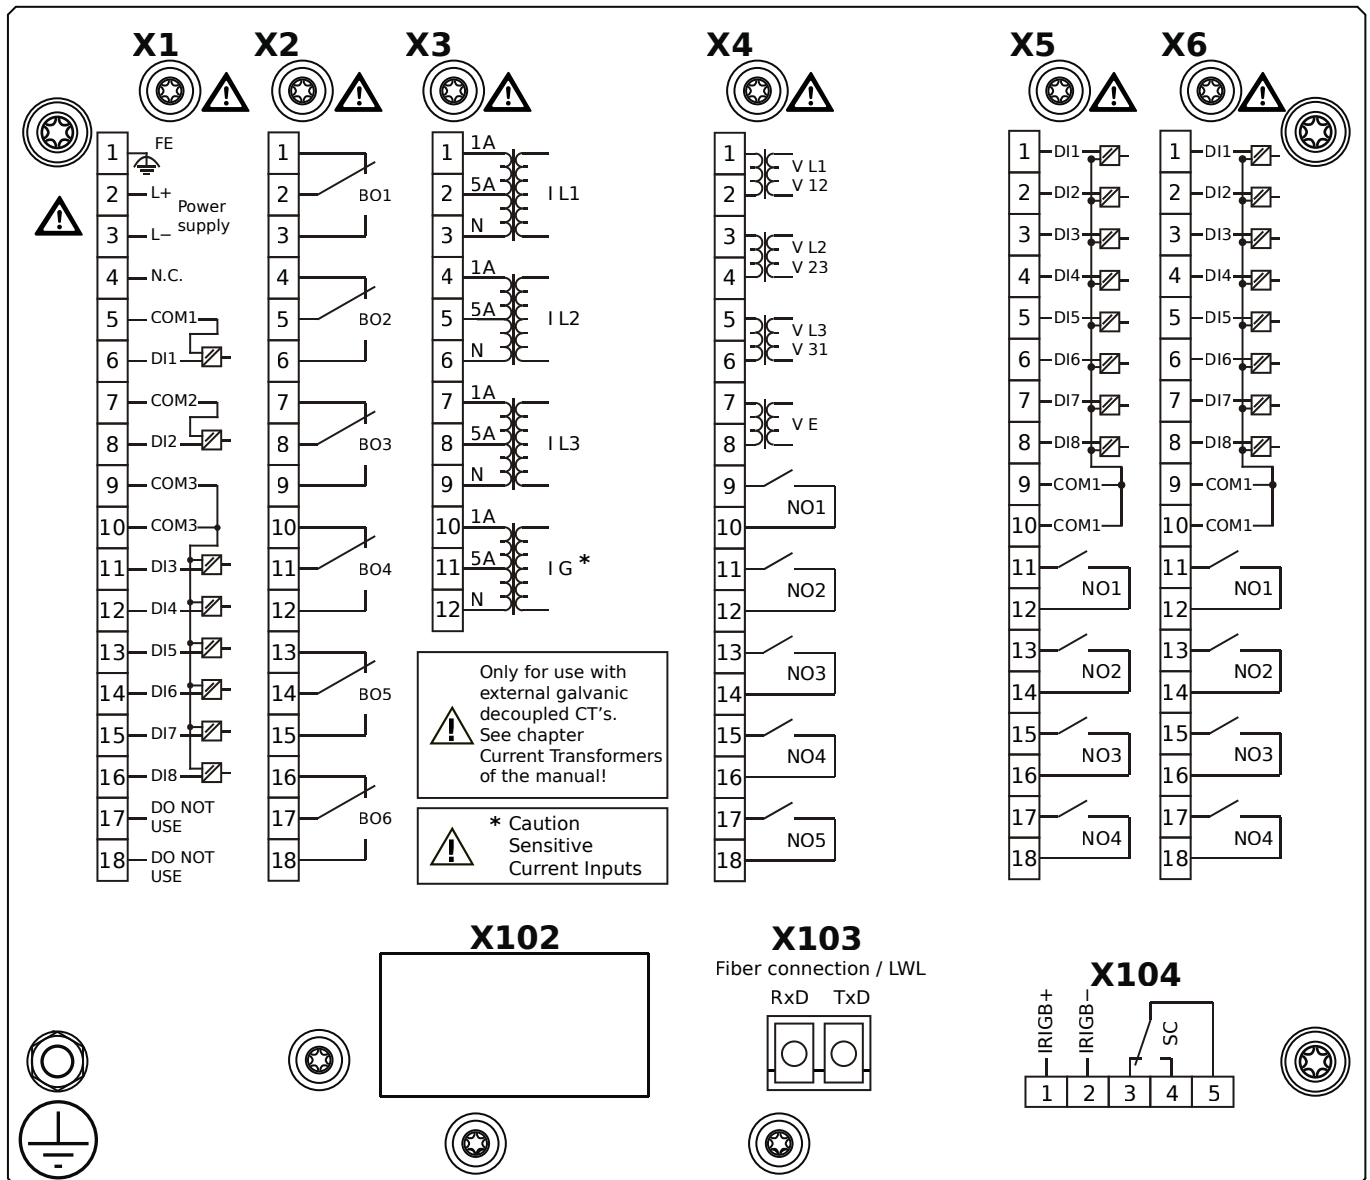 X1 X2 X3 X4 X5 X6
1 FE
2 L+
Power
supply
3 L−
4 N.C.
5 COM1
6 DI1
7 COM2
8 DI2
9 COM3
10 COM3
11 DI3
12 DI4
13 DI5
14 DI6
15 DI7
16 DI8
17 DO NOT
USE
18 DO NOT
USE
1
2 BO1
3
4
5 BO2
6
7
8 BO3
9
10
11 BO4
12
13
14 BO5
15
16
17 BO6
18
1 1A
2 5A I L1
3 N
4 1A
5 5A I L2
6 N
7 1A
8 5A I L3
9 N
10 1A
11 5A I G *
12 N
Only for use with
external galvanic
decoupled CT's.
See chapter
Current Transformers
of the manual!
* Caution
Sensitive
Current Inputs
1 V L1
2 V 12
3 V L2
4 V 23
5 V L3
6 V 31
7 V E
8
9 NO1
10
11 NO2
12
13 NO3
14
15 NO4
16
17 NO5
18
1 DI1
2 DI2
3 DI3
4 DI4
5 DI5
6 DI6
7 DI7
8 DI8
9 COM1
10 COM1
11 NO1
12
13 NO2
14
15 NO3
16
17 NO4
18
1 DI1
2 DI2
3 DI3
4 DI4
5 DI5
6 DI6
7 DI7
8 DI8
9 COM1
10 COM1
11 NO1
12
13 NO2
14
15 NO3
16
17 NO4
18
X102
X103
Fiber connection / LWL
RxD TxD
X104
IRIGB+
IRIGB−
SC
1 2 3 4 5